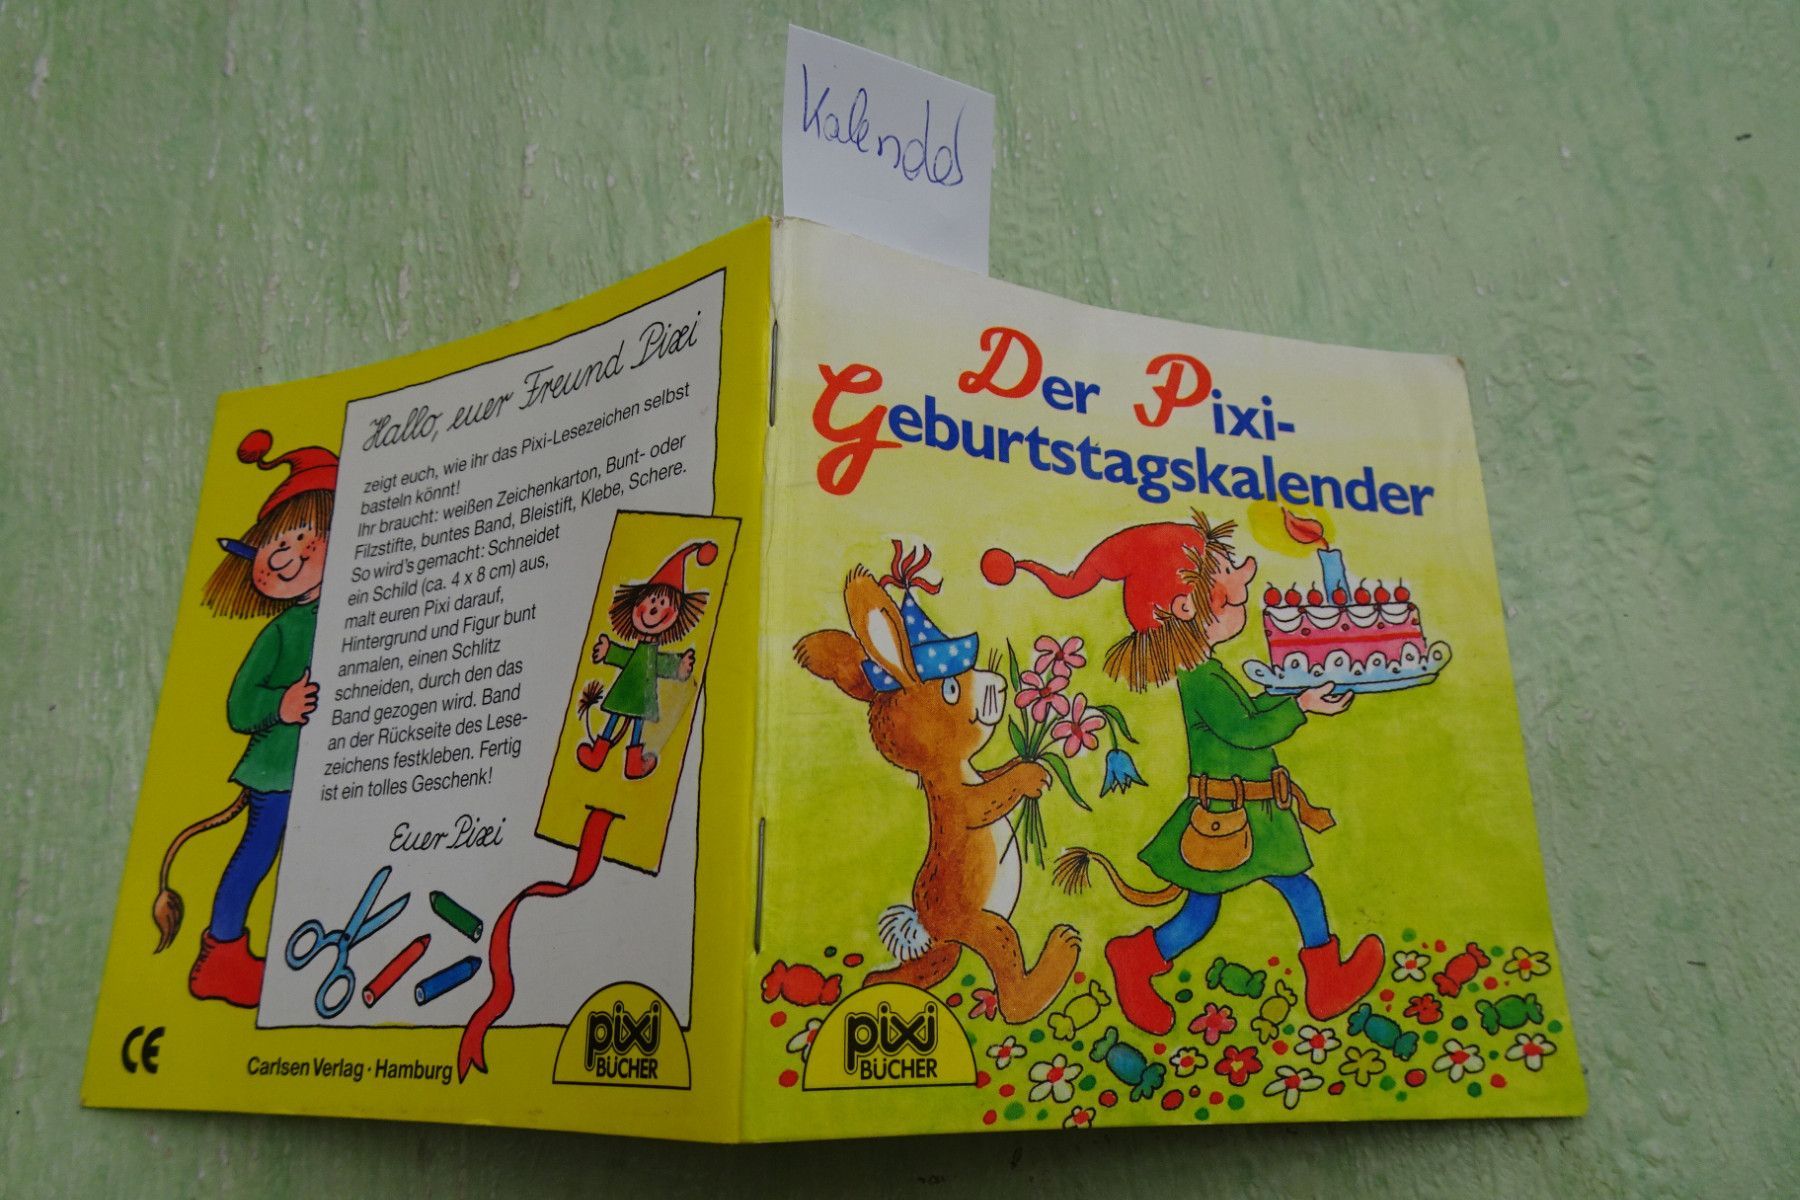 Kalendd
Der Pixi-
Geburtstagskalender
pixi
BÜCHER
Hallo, euer Freund Pixi
zeigt euch, wie ihr das Pixi-Lesezeichen selbst
basteln könnt!
Ihr braucht: weißen Zeichenkarton, Bunt- oder
Filzstifte, buntes Band, Bleistift, Klebe, Schere.
So wird's gemacht: Schneidet
ein Schild (ca. 4 x 8 cm) aus,
malt euren Pixi darauf,
Hintergrund und Figur bunt
anmalen, einen Schlitz
schneiden, durch den das
Band gezogen wird. Band
an der Rückseite des Lese-
zeichens festkleben. Fertig
ist ein tolles Geschenk!
Euer Pixi
CE
Carlsen Verlag · Hamburg
pixi
BÜCHER